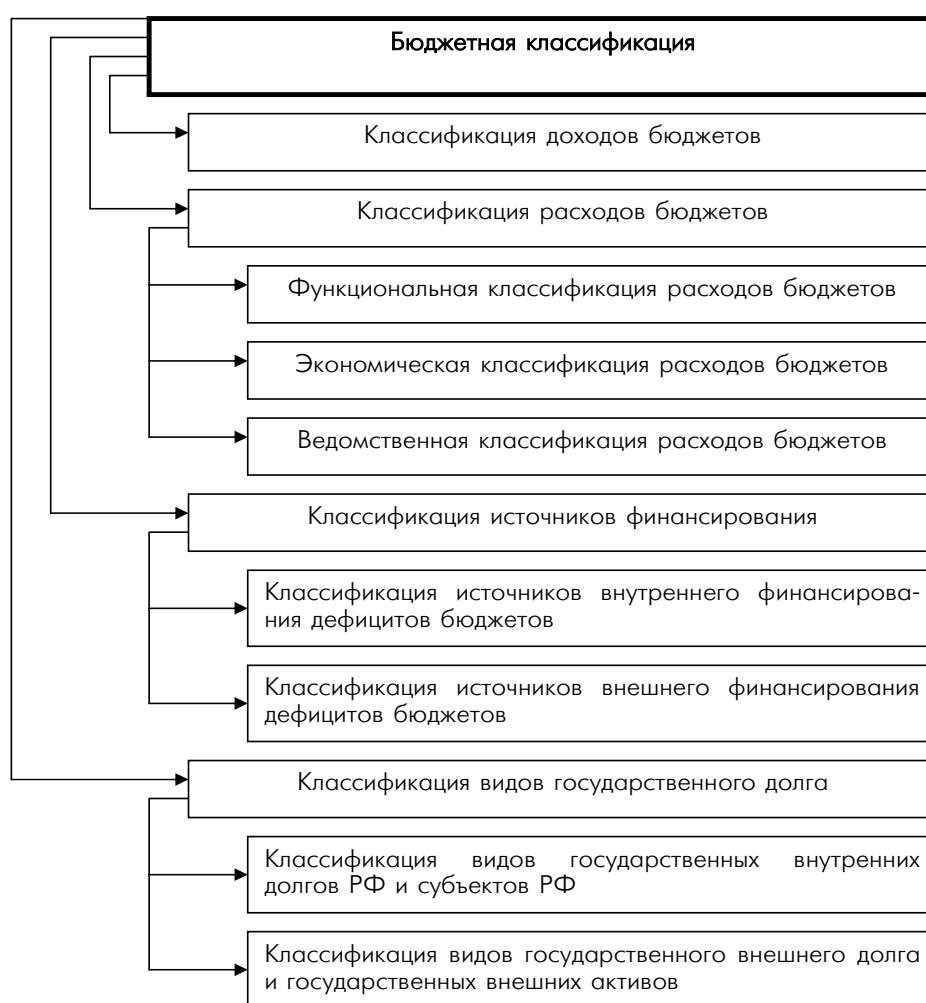 Бюджетная классификация
Классификация доходов бюджетов
Классификация расходов бюджетов
Функциональная классификация расходов бюджетов
Экономическая классификация расходов бюджетов
Ведомственная классификация расходов бюджетов
Классификация источников финансирования
Классификация источников внутреннего финансирова-
ния дефицитов бюджетов
Классификация источников внешнего финансирования
дефицитов бюджетов
Классификация видов государственного долга
Классификация видов государственных внутренних
долгов РФ и субъектов РФ
Классификация видов государственного внешнего долга
и государственных внешних активов